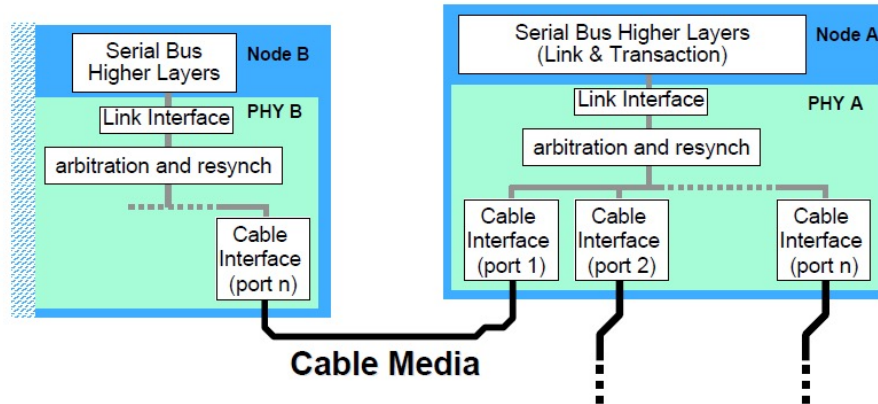 Serial Bus
Higher Layers
Node B
Link Interface
PHY B
arbitration and resynch
Cable
Interface
(port n)
Serial Bus Higher Layers
(Link & Transaction)
Node A
Link Interface
PHY A
arbitration and resynch
Cable
Interface
(port 1)
Cable
Interface
(port 2)
Cable
Interface
(port n)
Cable Media